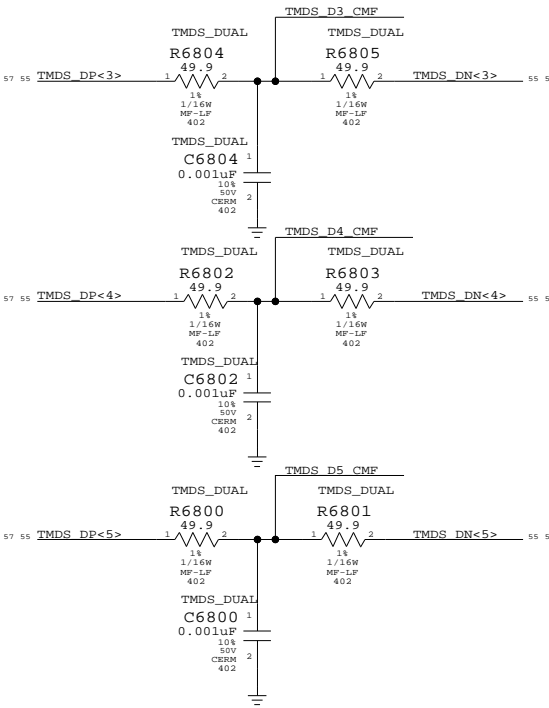 TMDS_D3_CMF
TMDS_DUAL TMDS_DUAL
R6804 R6805
57 55 TMDS_DP<3> 1 49.9 2 1 49.9 2 TMDS_DN<3> 55 5
1% 1%
1/16W 1/16W
MF-LF MF-LF
402 402
TMDS_DUAL
C6804 1
0.001uF
10%
50V 2
CERM
402
TMDS_D4_CMF
TMDS_DUAL TMDS_DUAL
R6802 R6803
57 55 TMDS_DP<4> 1 49.9 2 1 49.9 2 TMDS_DN<4> 55 5
1% 1%
1/16W 1/16W
MF-LF MF-LF
402 402
TMDS_DUAL
C6802 1
0.001uF
10%
50V 2
CERM
402
TMDS_D5_CMF
TMDS_DUAL TMDS_DUAL
R6800 R6801
57 55 TMDS_DP<5> 1 49.9 2 1 49.9 2 TMDS_DN<5> 55 5
1% 1%
1/16W 1/16W
MF-LF MF-LF
402 402
TMDS_DUAL
C6800 1
0.001uF
10%
50V 2
CERM
402